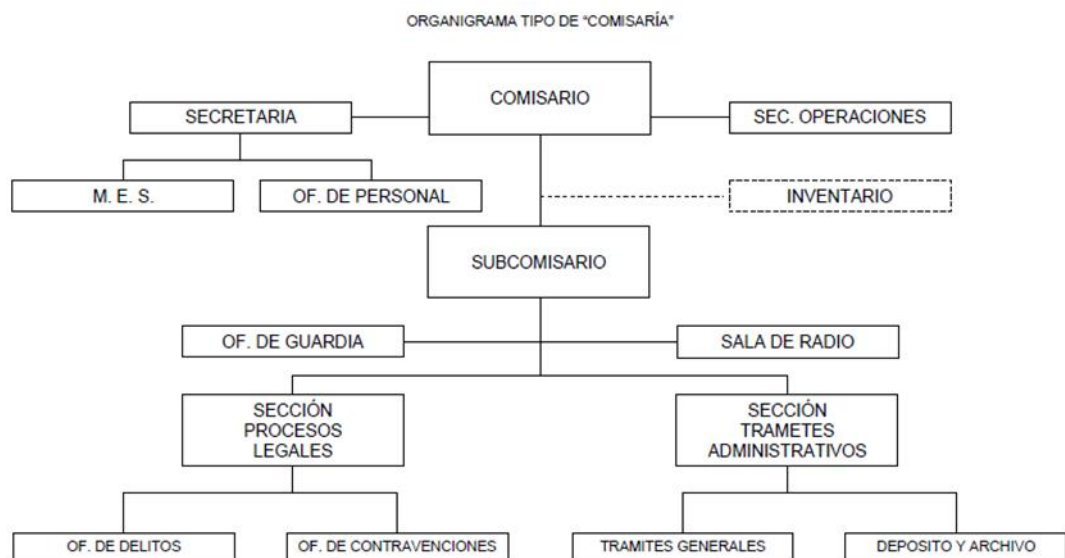 ORGANIGRAMA TIPO DE "COMISARÍA"
COMISARIO
SECRETARIA
SEC. OPERACIONES
M. E. S.
OF. DE PERSONAL
INVENTARIO
SUBCOMISARIO
OF. DE GUARDIA
SALA DE RADIO
SECCIÓN
PROCESOS
LEGALES
SECCIÓN
TRAMETES
ADMINISTRATIVOS
OF. DE DELITOS
OF. DE CONTRAVENCIONES
TRAMITES GENERALES
DEPOSITO Y ARCHIVO